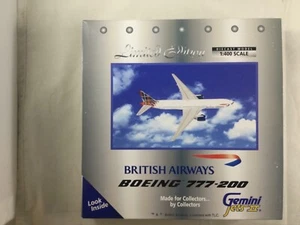 Limited Edition
DIECAST MODEL
1:400 SCALE
BRITISH AIRWAYS
BOEING 777-200
Look
Inside
Made for Collectors...
by Collectors
Gemini
Jets